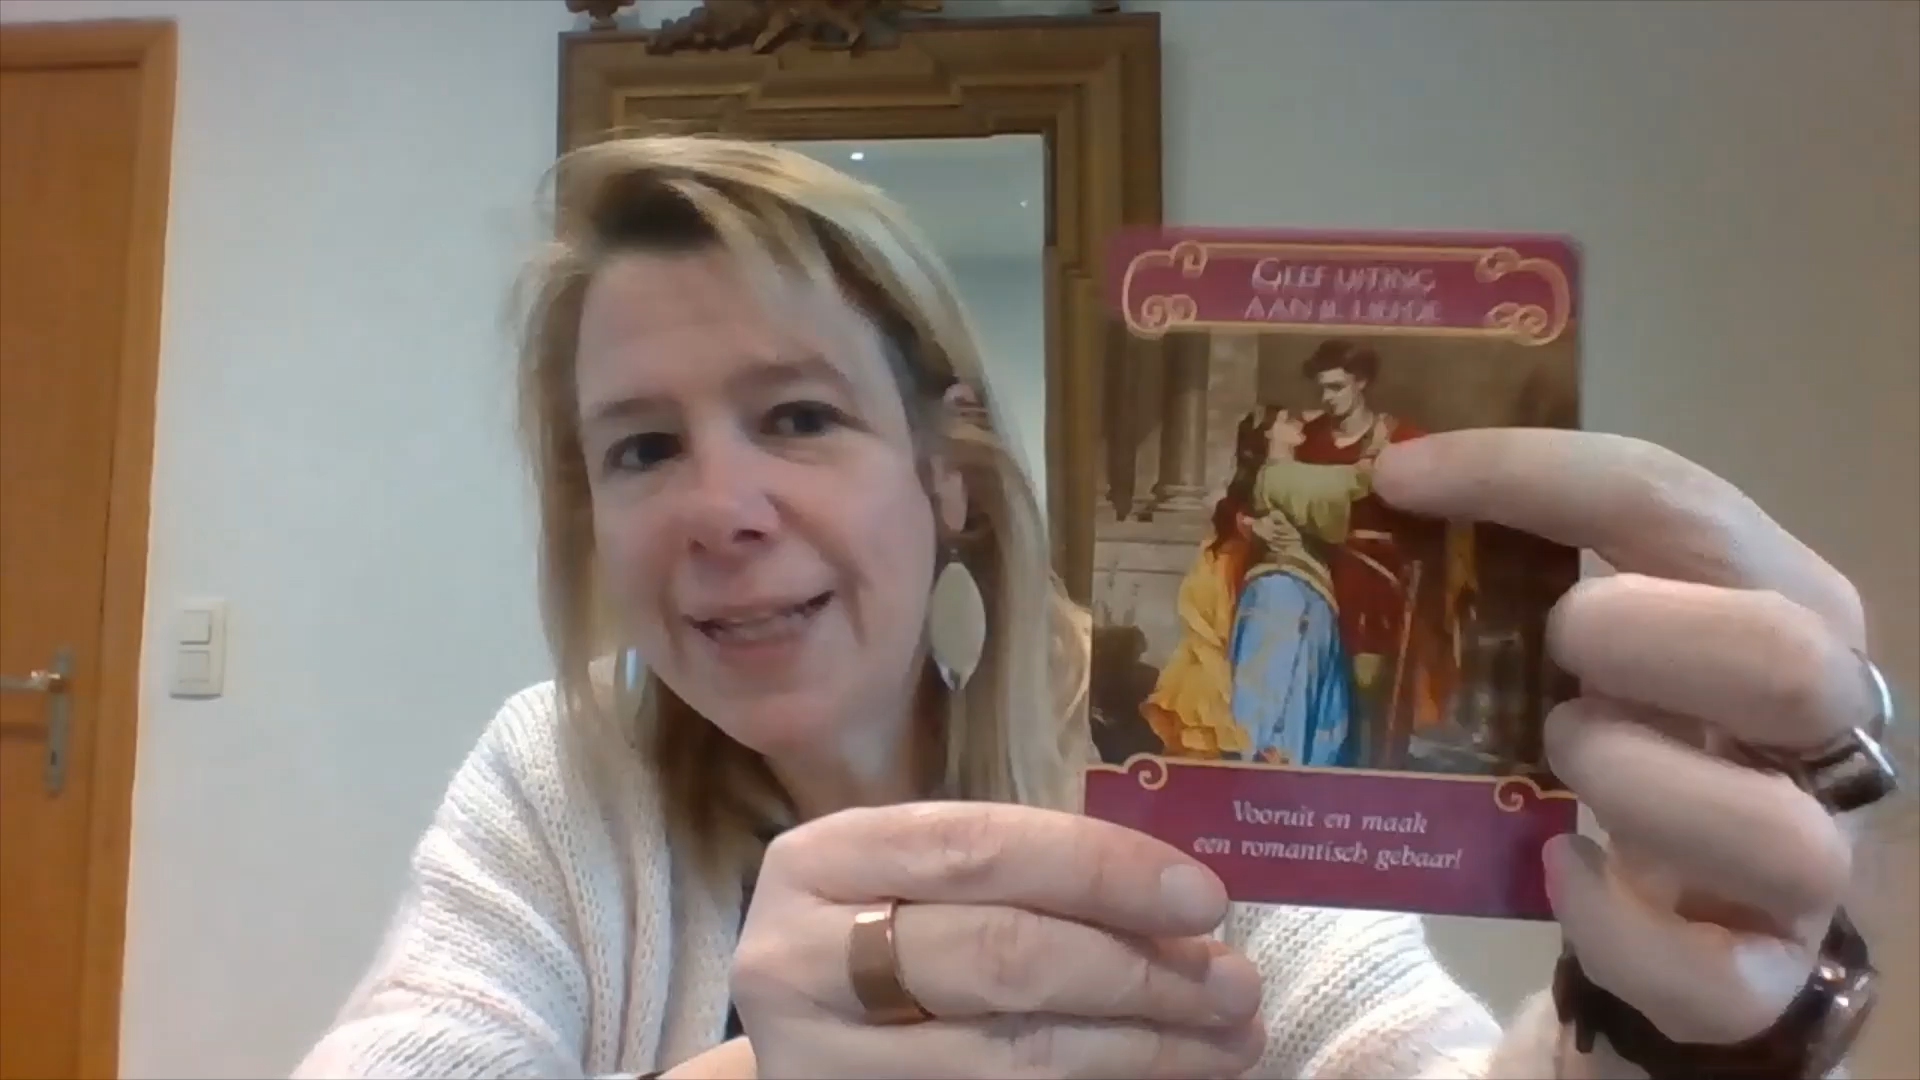 GEEF UITING
AAN JE LIEFDE
Vooruit en maak
een romantisch gebaar!